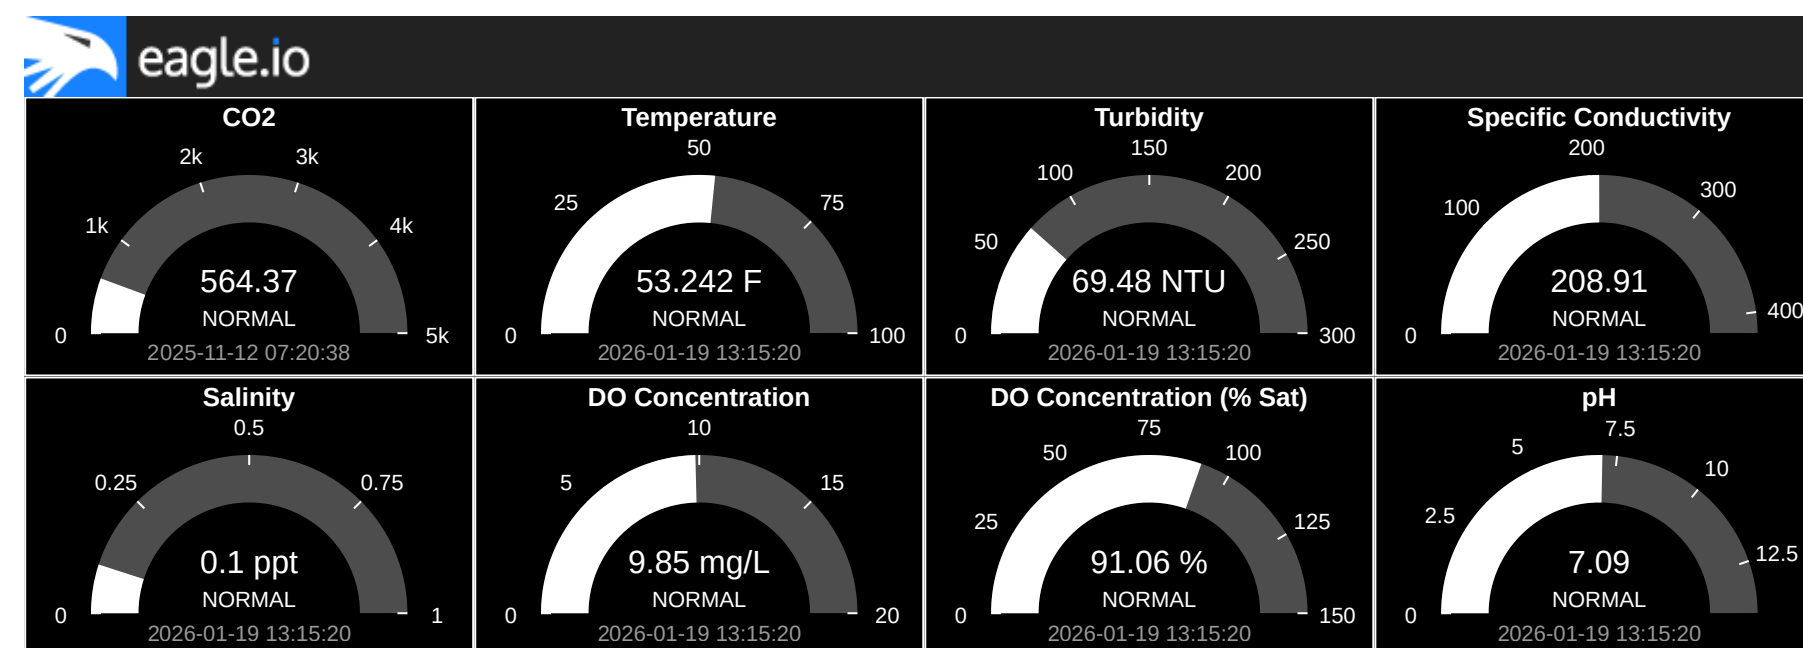 eagle.io
CO2
0
1k
2k
3k
4k
5k
564.37
NORMAL
2025-11-12 07:20:38
Temperature
0
25
50
75
100
53.242 F
NORMAL
2026-01-19 13:15:20
Turbidity
0
50
100
150
200
250
300
69.48 NTU
NORMAL
2026-01-19 13:15:20
Specific Conductivity
0
100
200
300
400
208.91
NORMAL
2026-01-19 13:15:20
Salinity
0
0.25
0.5
0.75
1
0.1 ppt
NORMAL
2026-01-19 13:15:20
DO Concentration
0
5
10
15
20
9.85 mg/L
NORMAL
2026-01-19 13:15:20
DO Concentration (% Sat)
0
25
50
75
100
125
150
91.06 %
NORMAL
2026-01-19 13:15:20
pH
0
2.5
5
7.5
10
12.5
7.09
NORMAL
2026-01-19 13:15:20